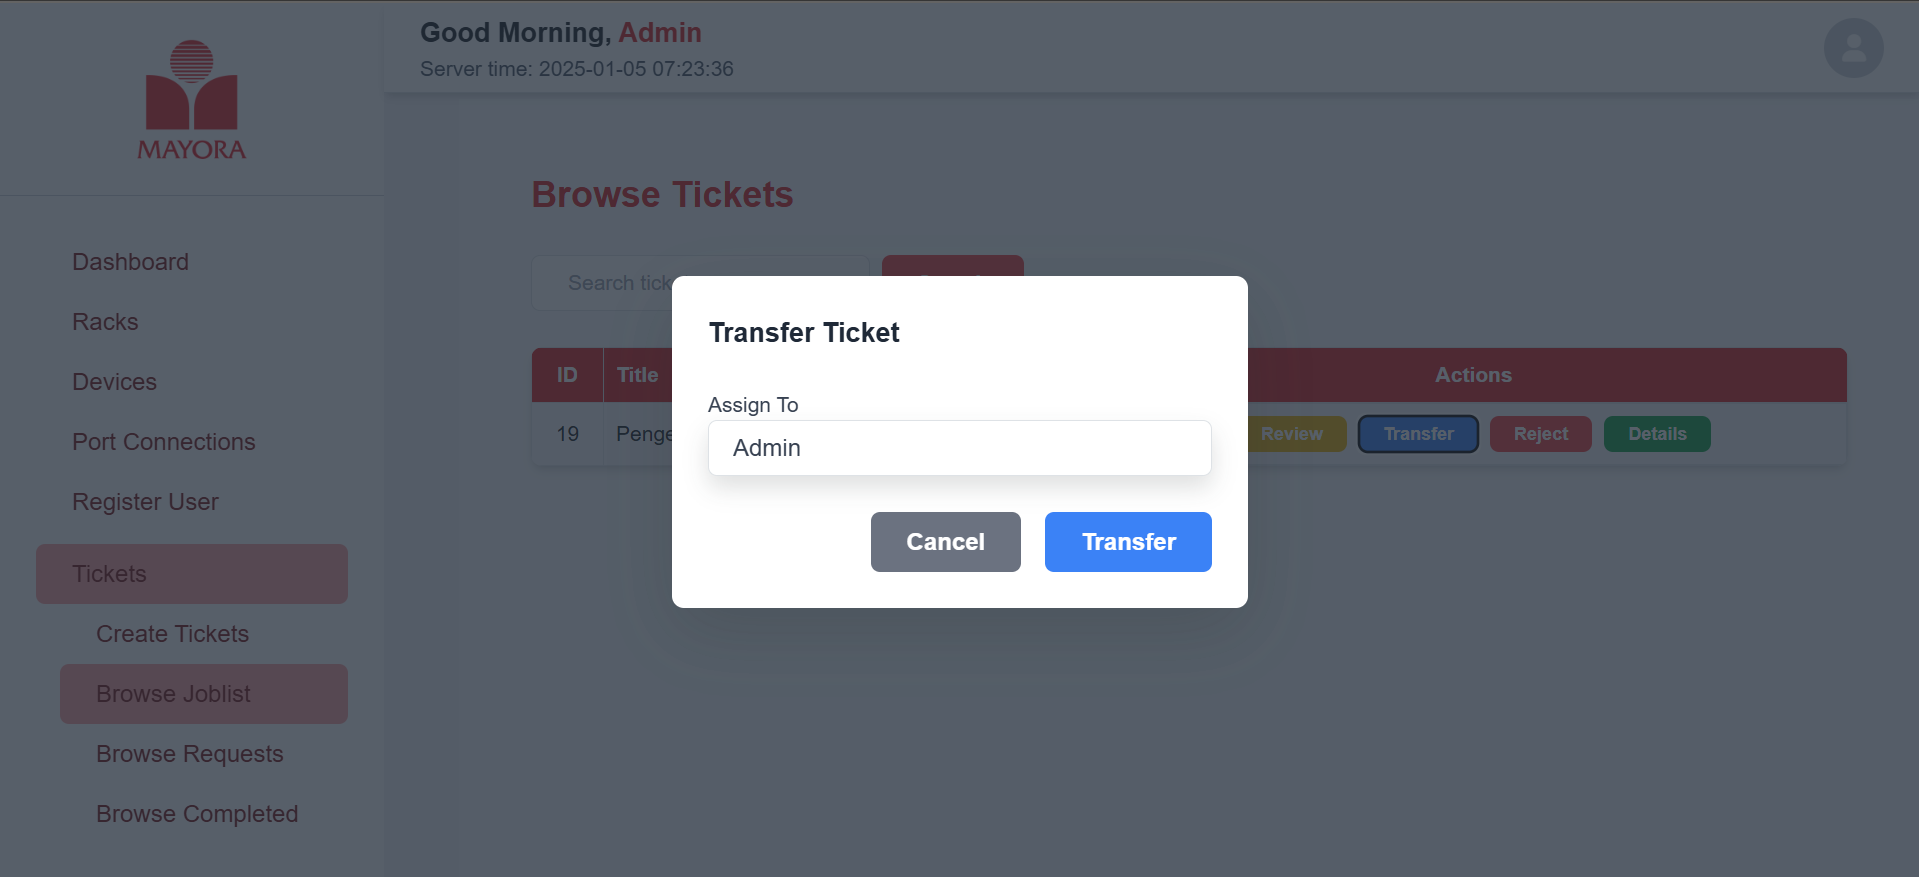 MAYORA
Good Morning, Admin
Server time: 2025-01-05 07:23:36
Dashboard
Racks
Devices
Port Connections
Register User
Tickets
Create Tickets
Browse Joblist
Browse Requests
Browse Completed
Browse Tickets
Search tick
ID Title Actions
19 Penge Review Transfer Reject Details
Transfer Ticket
Assign To
Admin
Cancel Transfer